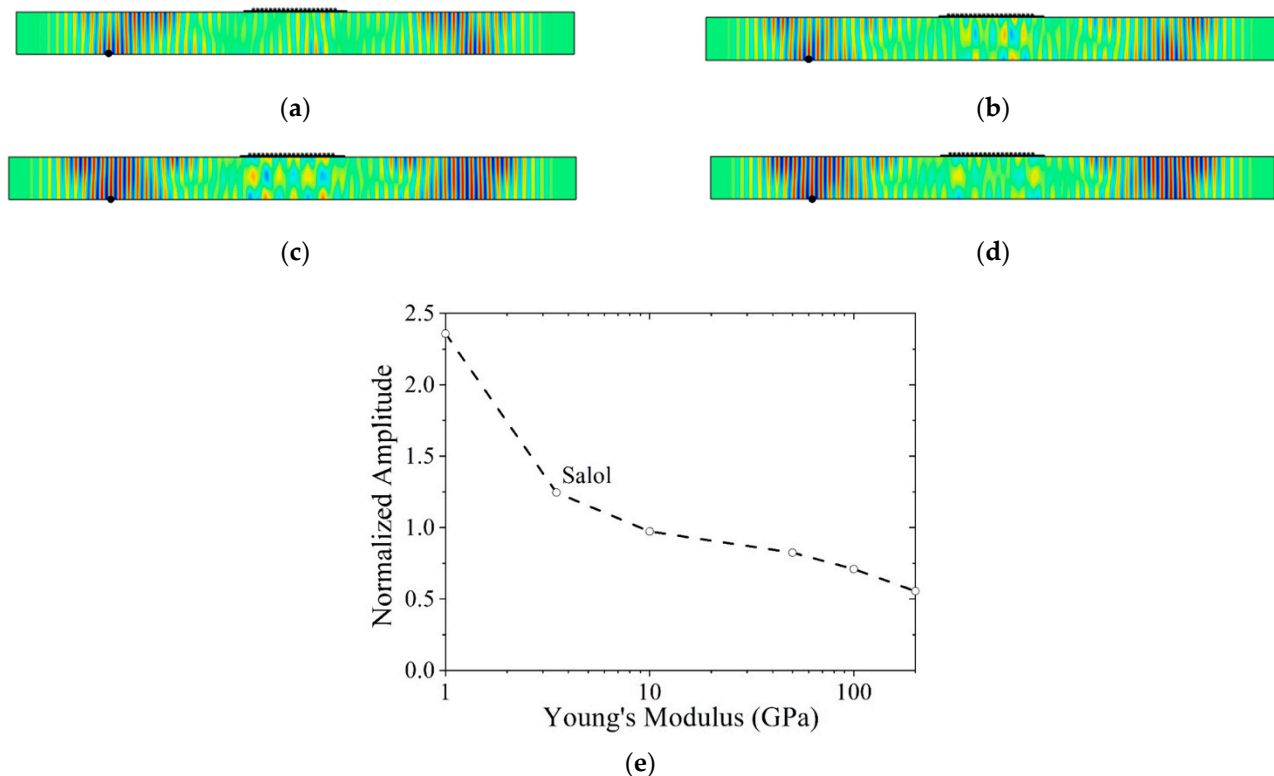 (a)
(b)
(c)
(d)
2.5
2.0
1.5
1.0
0.5
0.0
Normalized Amplitude
Salol
1
10
100
Young's Modulus (GPa)
(e)